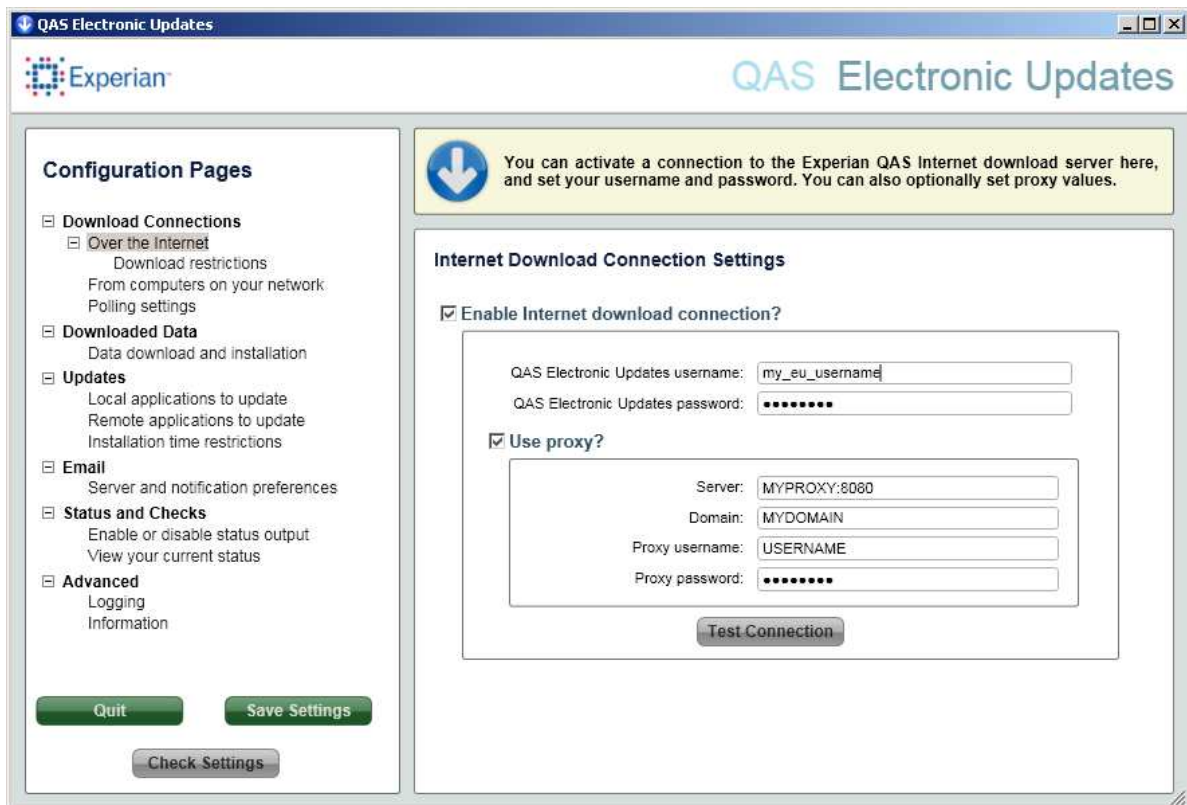 QAS Electronic Updates
Experian
QAS Electronic Updates
Configuration Pages
Download Connections
Over the Internet
Download restrictions
From computers on your network
Polling settings
Downloaded Data
Data download and installation
Updates
Local applications to update
Remote applications to update
Installation time restrictions
Email
Server and notification preferences
Status and Checks
Enable or disable status output
View your current status
Advanced
Logging
Information
Quit
Save Settings
Check Settings
You can activate a connection to the Experian QAS Internet download server here,
and set your username and password. You can also optionally set proxy values.
Internet Download Connection Settings
Enable Internet download connection?
QAS Electronic Updates username: my_eu_username
QAS Electronic Updates password: ••••••••
Use proxy?
Server: MYPROXY:8080
Domain: MYDOMAIN
Proxy username: USERNAME
Proxy password: ••••••••
Test Connection